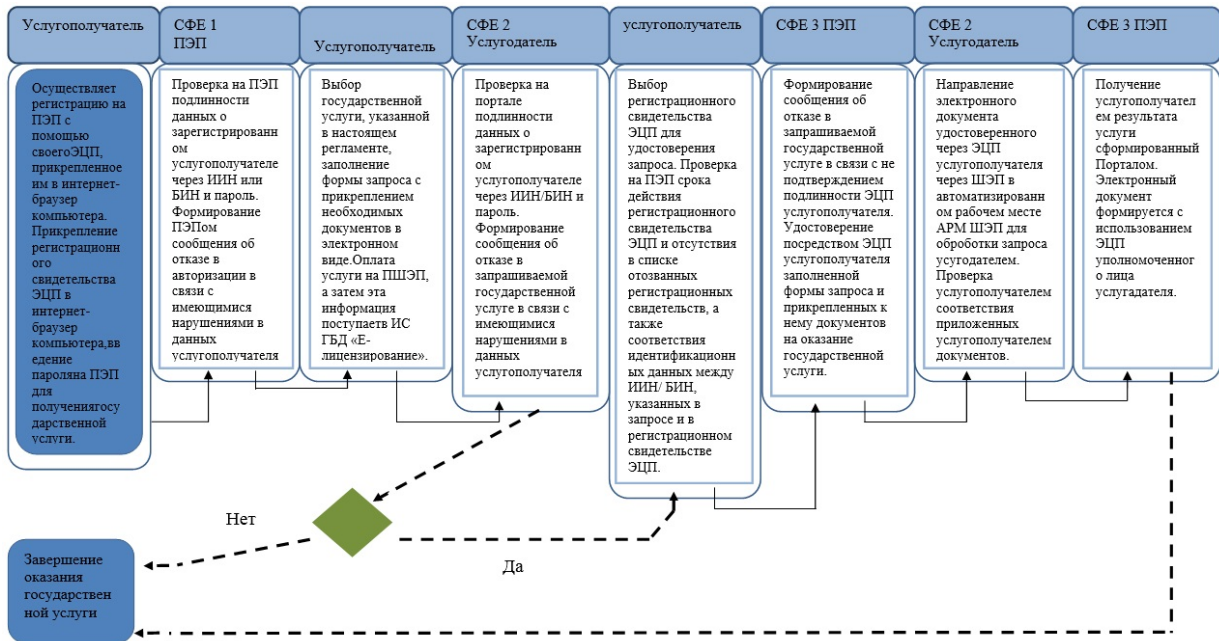 Услугополучатель
СФЕ 1
ПЭП
Услугополучатель
СФЕ 2
Услугодатель
услугополучатель
СФЕ 3 ПЭП
СФЕ 2
Услугодатель
СФЕ 3 ПЭП
Осуществляет
регистрацию на
ПЭП с
помощью
своегоЭЦП,
прикрепленное
им в интернет-
браузер
компьютера.
Прикрепление
регистрационн
ого
свидетельства
ЭЦП в
интернет-
браузер
компьютера,вв
едение
пароляна ПЭП
для
получениягосу
дарственной
услуги.
Проверка на ПЭП
подлинности
данных о
зарегистрированн
ом
услугополучателе
через ИИН или
БИН и пароль.
Формирование
ПЭПом
сообщения об
отказе в
авторизации в
связи с
имеющимися
нарушениями в
данных
услугополучателя
Выбор
государственной
услуги, указанной
в настоящем
регламенте,
заполнение
формы запроса с
прикреплением
необходимых
документов в
электронном
виде.Оплата
услуги на ПШЭП,
а затем эта
информация
поступаетв ИС
ГБД «Е-
лицензирование».
Проверка на
портале
подлинности
данных о
зарегистрированн
ом
услугополучателе
через ИИН/БИН и
пароль.
Формирование
сообщения об
отказе в
запрашиваемой
государственной
услуге в связи с
имеющимися
нарушениями в
данных
услугополучателя
Выбор
регистрационного
свидетельства
ЭЦП для
удостоверения
запроса. Проверка
на ПЭП срока
действия
регистрационного
свидетельства
ЭЦП и отсутствия
в списке
отозванных
регистрационных
свидетельств, а
также
соответствия
идентификационн
ых данных между
ИИН/ БИН,
указанных в
запросе и в
регистрационном
свидетельстве
ЭЦП.
Формирование
сообщения об
отказе в
запрашиваемой
государственной
услуге в связи с не
подтверждением
подлинности ЭЦП
услугополучателя.
Удостоверение
посредством ЭЦП
услугополучателя
заполненной
формы запроса и
прикрепленных к
нему документов
на оказание
государственной
услуги.
Направление
электронного
документа
удостоверенного
через ЭЦП
услугополучателя
через ШЭП в
автоматизированн
ом рабочем месте
АРМ ШЭП для
обработки запроса
усугодателем.
Проверка
услугополучателем
соответствия
приложенных
услугополучателем
документов.
Получение
услугополучател
ем результата
услуги
сформированный
Порталом.
Электронный
документ
формируется с
использованием
ЭЦП
уполномоченног
о лица
услугадателя.
Нет
Да
Завершение
оказания
государствен
ной услуги